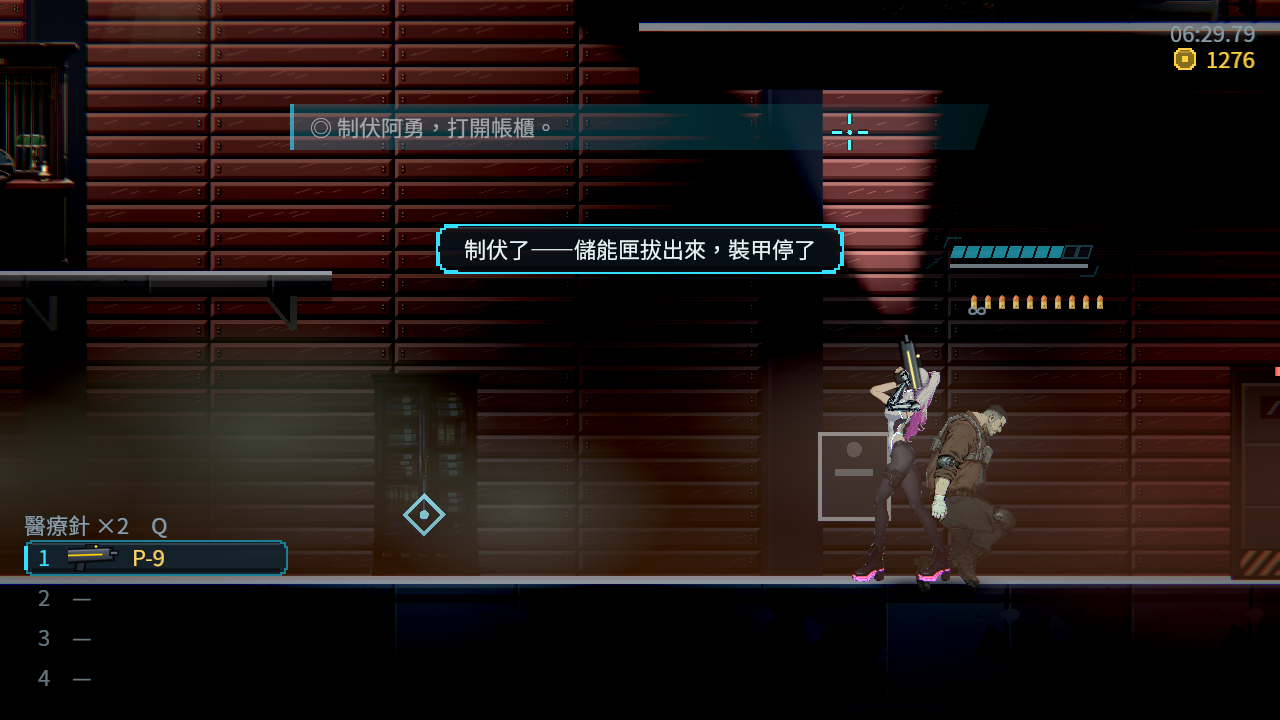 06:29.79
1276
◎ 制伏阿勇，打開帳櫃。
制伏了——儲能匣拔出來，裝甲停了
∞
醫療針 ×2 Q
1 P-9
2 —
3 —
4 —